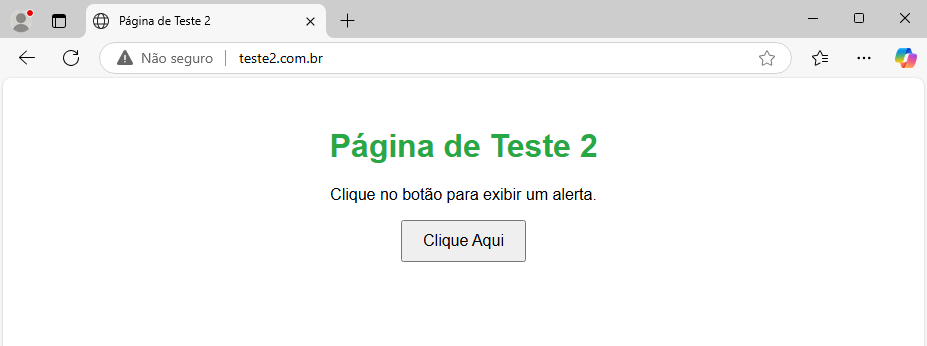 Página de Teste 2
Não seguro
teste2.com.br
Página de Teste 2
Clique no botão para exibir um alerta.
Clique Aqui